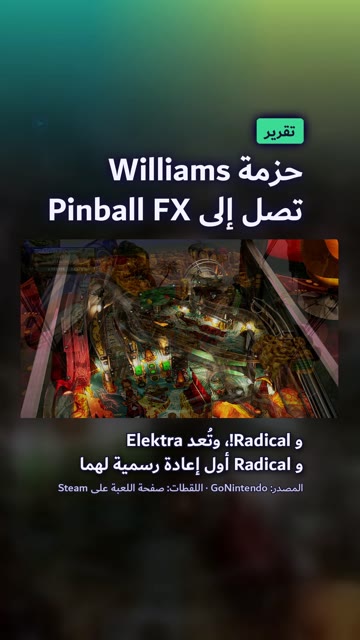 تقرير
حزمة Williams
تصل إلى Pinball FX
و Radical!، وتُعد Elektra
و Radical أول إعادة رسمية لهما
المصدر: GoNintendo · اللقطات: صفحة اللعبة على Steam